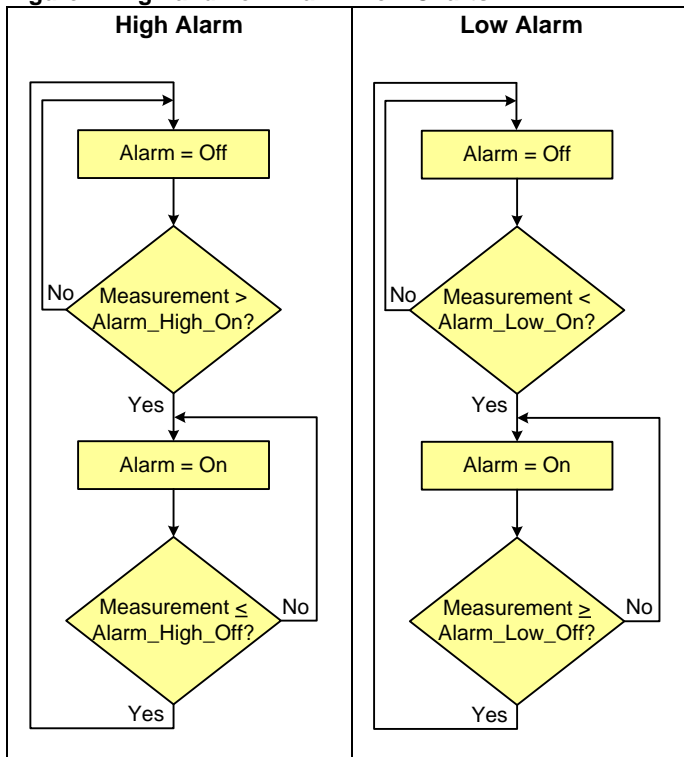 High Alarm
Alarm = Off
No
Measurement >
Alarm_High_On?
Yes
Alarm = On
Measurement ≤
Alarm_High_Off?
No
Yes
Low Alarm
Alarm = Off
No
Measurement <
Alarm_Low_On?
Yes
Alarm = On
Measurement ≥
Alarm_Low_Off?
No
Yes